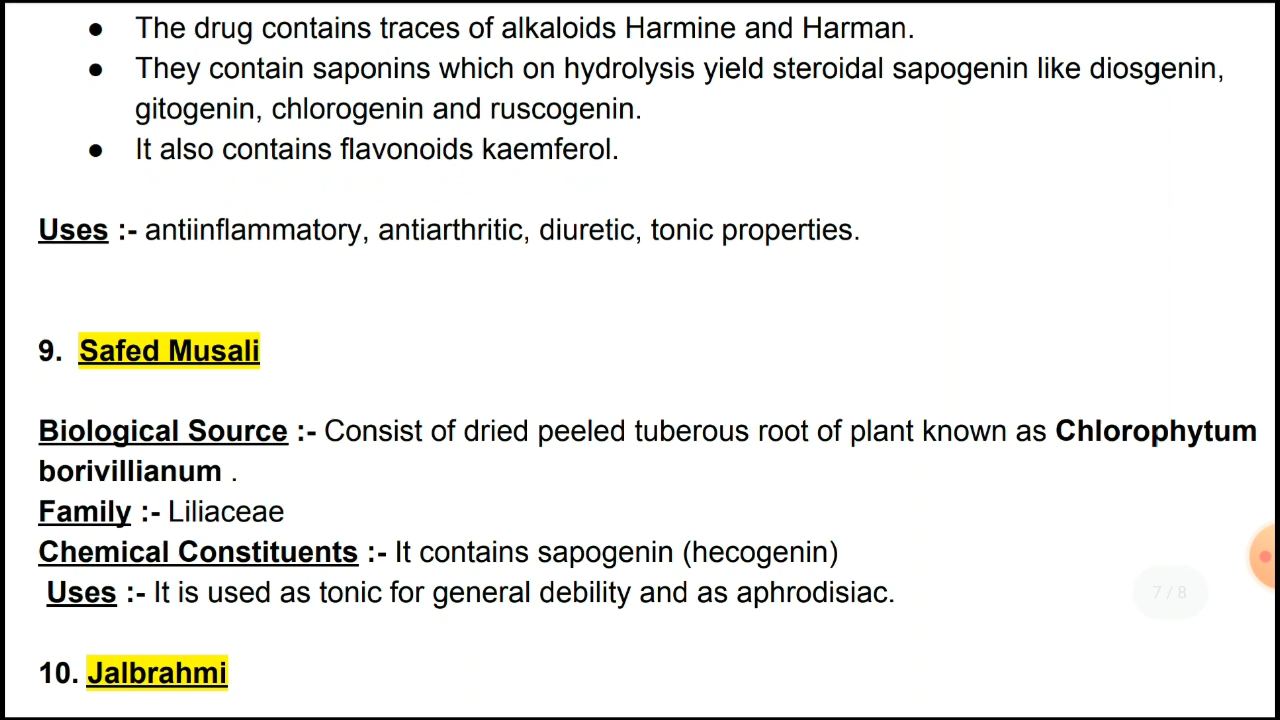 ● The drug contains traces of alkaloids Harmine and Harman.
● They contain saponins which on hydrolysis yield steroidal sapogenin like diosgenin,
gitogenin, chlorogenin and ruscogenin.
● It also contains flavonoids kaemferol.
Uses :- antiinflammatory, antiarthritic, diuretic, tonic properties.
9. Safed Musali
Biological Source :- Consist of dried peeled tuberous root of plant known as Chlorophytum
borivillianum .
Family :- Liliaceae
Chemical Constituents :- It contains sapogenin (hecogenin)
Uses :- It is used as tonic for general debility and as aphrodisiac.
7 / 8
10. Jalbrahmi